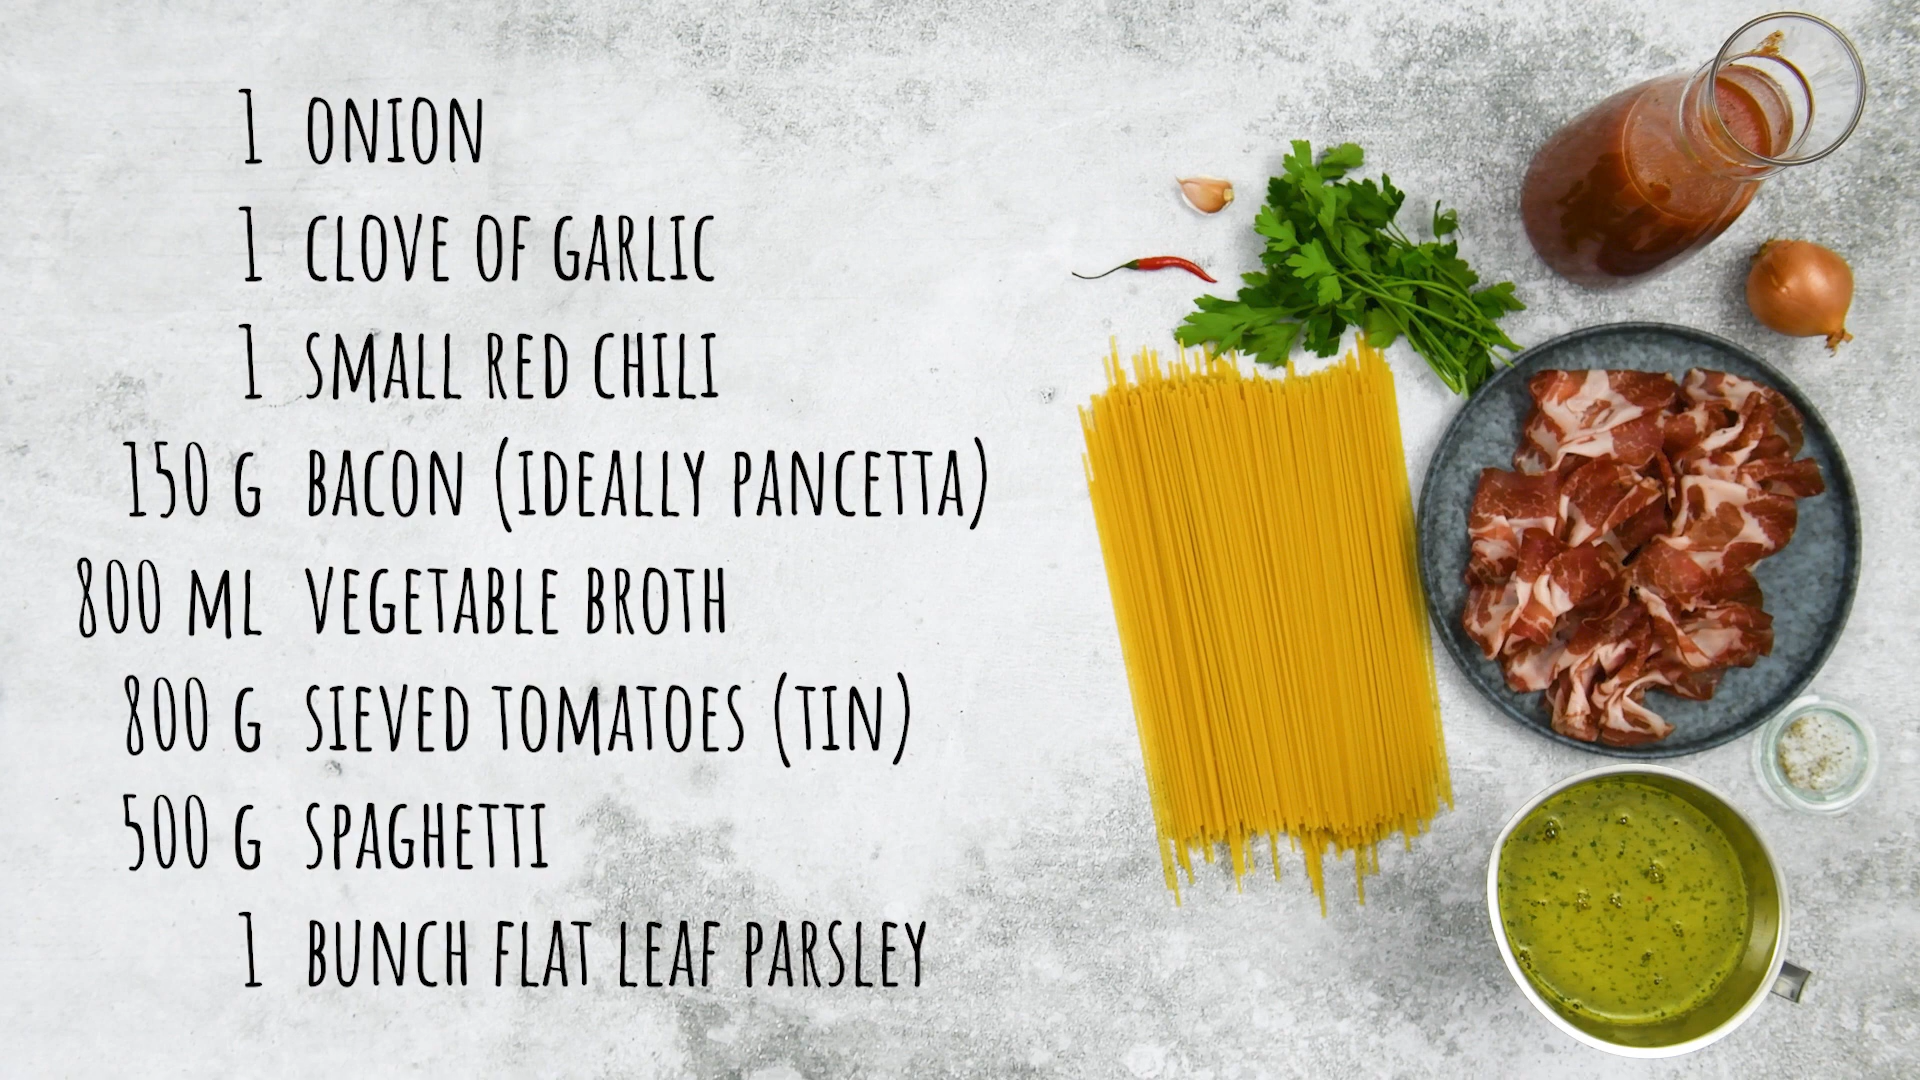 1 ONION
1 CLOVE OF GARLIC
1 SMALL RED CHILI
150 G BACON (IDEALLY PANCETTA)
800 ML VEGETABLE BROTH
800 G SIEVED TOMATOES (TIN)
500 G SPAGHETTI
1 BUNCH FLAT LEAF PARSLEY